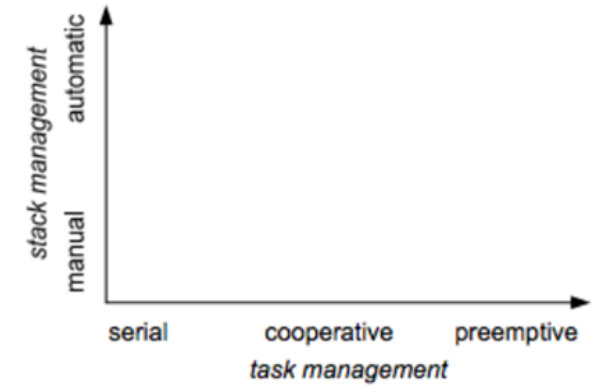 stack management
automatic
manual
serial cooperative preemptive
task management